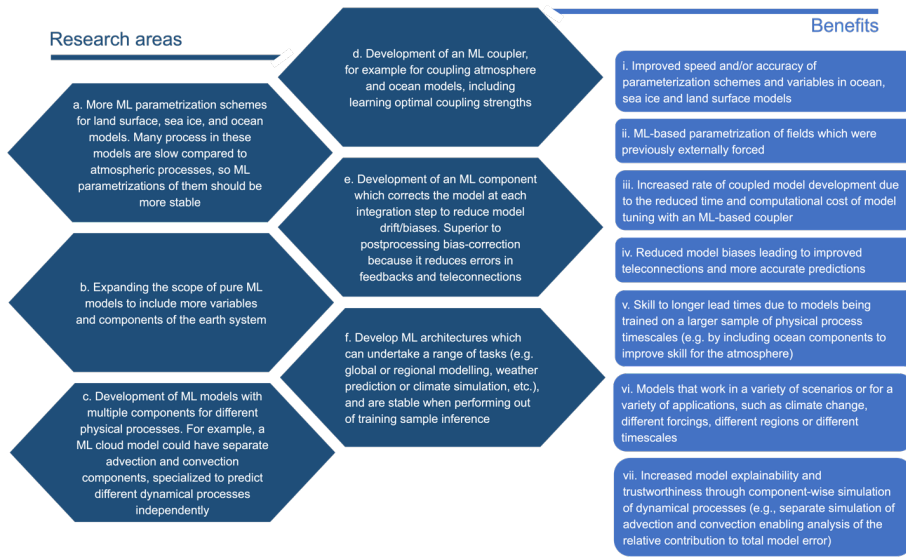 Research areas
a. More ML parametrization schemes
for land surface, sea ice, and ocean
models. Many process in these
models are slow compared to
atmospheric processes, so ML
parametrizations of them should be
more stable
b. Expanding the scope of pure ML
models to include more variables
and components of the earth system
c. Development of ML models with
multiple components for different
physical processes. For example, a
ML cloud model could have separate
advection and convection
components, specialized to predict
different dynamical processes
independently
d. Development of an ML coupler,
for example for coupling atmosphere
and ocean models, including
learning optimal coupling strengths
e. Development of an ML component
which corrects the model at each
integration step to reduce model
drift/biases. Superior to
postprocessing bias-correction
because it reduces errors in
feedbacks and teleconnections
f. Develop ML architectures which
can undertake a range of tasks (e.g.
global or regional modelling, weather
prediction or climate simulation, etc.),
and are stable when performing out
of training sample inference
Benefits
i. Improved speed and/or accuracy of
parameterization schemes and variables in ocean,
sea ice and land surface models
ii. ML-based parametrization of fields which were
previously externally forced
iii. Increased rate of coupled model development due
to the reduced time and computational cost of model
tuning with an ML-based coupler
iv. Reduced model biases leading to improved
teleconnections and more accurate predictions
v. Skill to longer lead times due to models being
trained on a larger sample of physical process
timescales (e.g. by including ocean components to
improve skill for the atmosphere)
vi. Models that work in a variety of scenarios or for a
variety of applications, such as climate change,
different forcings, different regions or different
timescales
vii. Increased model explainability and
trustworthiness through component-wise simulation
of dynamical processes (e.g., separate simulation of
advection and convection enabling analysis of the
relative contribution to total model error)